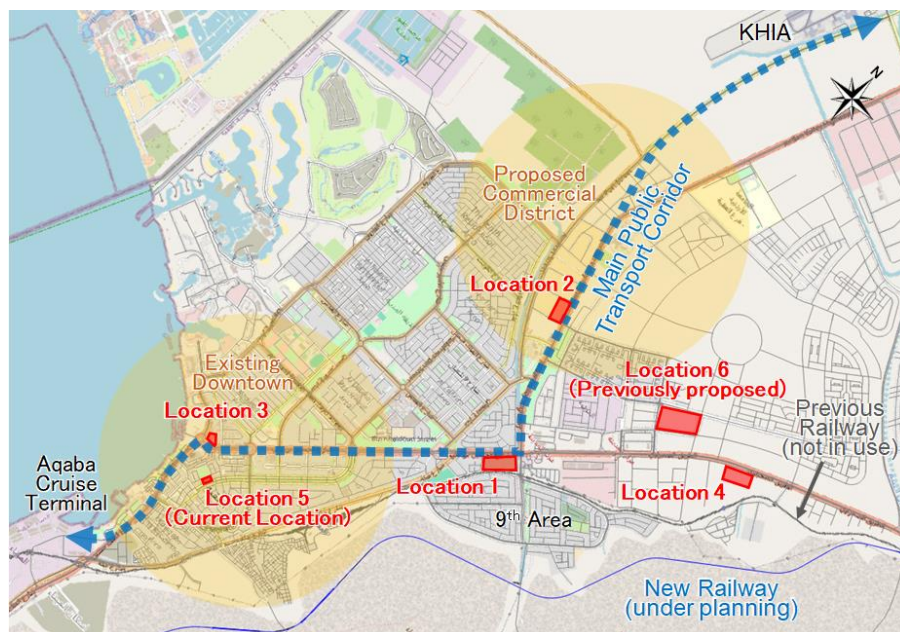 KHIA
N
Proposed
Commercial
District
Main Public
Transport Corridor
Location 2
Existing
Downtown
Location 3
Location 6
(Previously proposed)
Previous
Railway
(not in use)
Aqaba
Cruise
Terminal
Location 1
Location 4
Location 5
(Current Location)
9th Area
New Railway
(under planning)